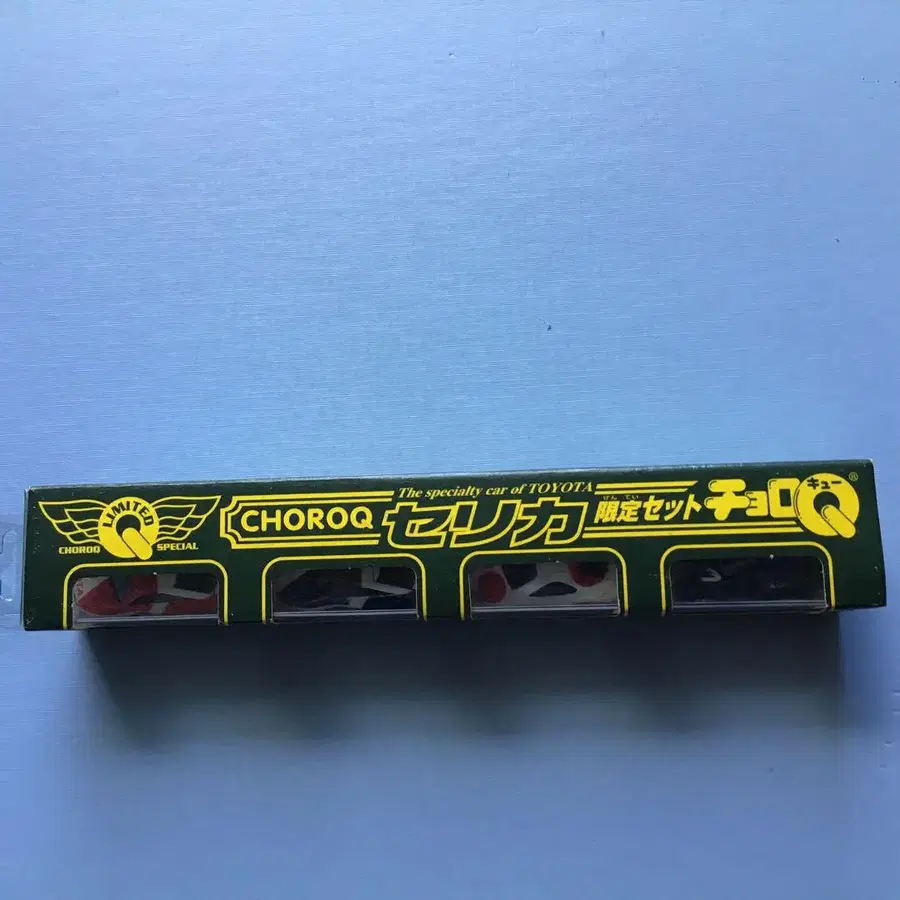 LIMITED
Q
CHOROQ SPECIAL
CHOROQ
The specialty car of TOYOTA
セリカ
げん てい
限定セット
チョロQ
キュー
®